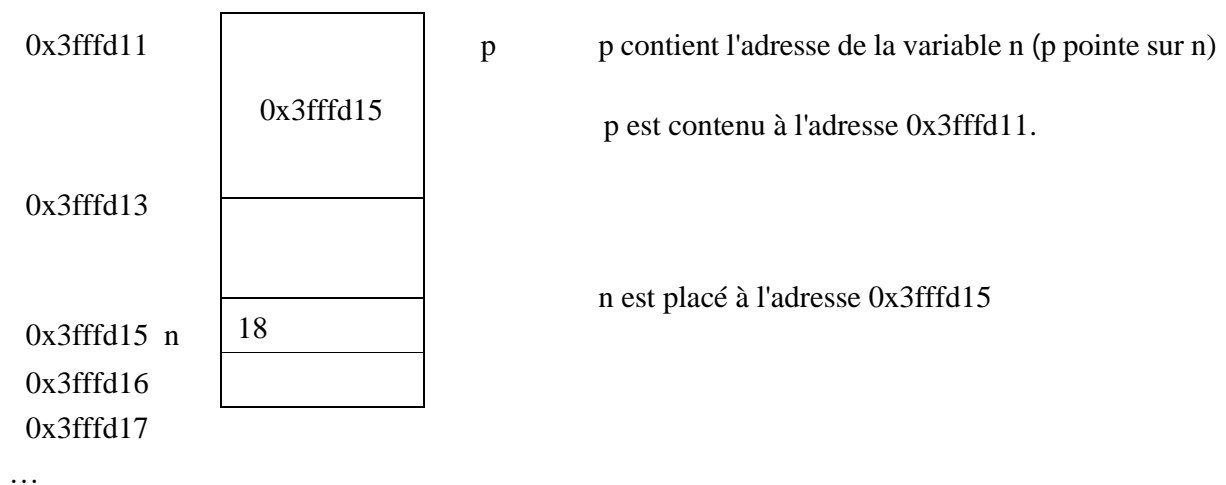 0x3fffd11 p p contient l'adresse de la variable n (p pointe sur n)
0x3fffd15
p est contenu à l'adresse 0x3fffd11.
0x3fffd13
n est placé à l'adresse 0x3fffd15
0x3fffd15 n 18
0x3fffd16
0x3fffd17
…